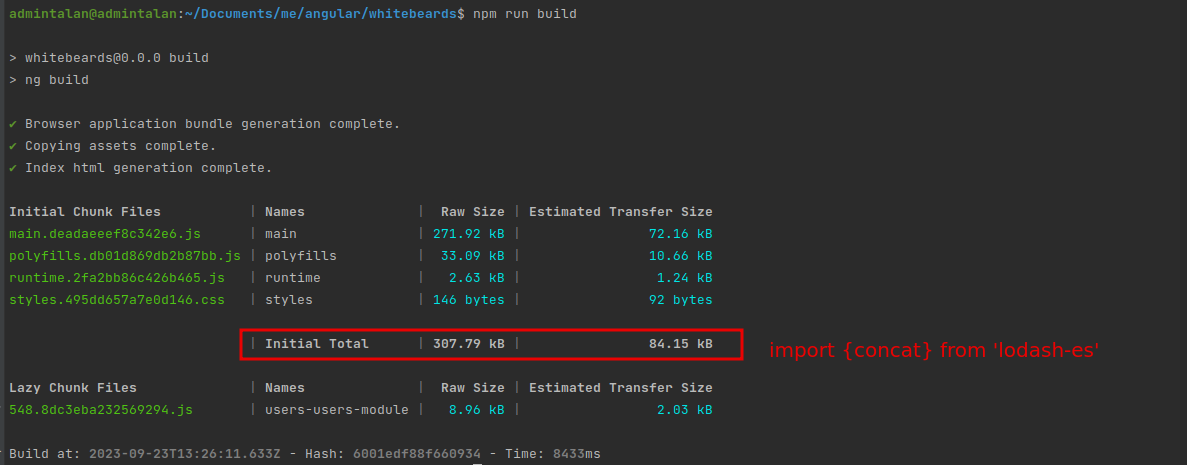 admintalan@admintalan:~/Documents/me/angular/whitebeards$ npm run build
> whitebeards@0.0.0 build
> ng build
✔ Browser application bundle generation complete.
✔ Copying assets complete.
✔ Index html generation complete.
Initial Chunk Files | Names | Raw Size | Estimated Transfer Size
main.deadaeeef8c342e6.js | main | 271.92 kB | 72.16 kB
polyfills.db01d869db2b87bb.js | polyfills | 33.09 kB | 10.66 kB
runtime.2fa2bb86c426b465.js | runtime | 2.63 kB | 1.24 kB
styles.495dd657a7e0d146.css | styles | 146 bytes | 92 bytes
| Initial Total | 307.79 kB | 84.15 kB
import {concat} from 'lodash-es'
Lazy Chunk Files | Names | Raw Size | Estimated Transfer Size
548.8dc3eba232569294.js | users-users-module | 8.96 kB | 2.03 kB
Build at: 2023-09-23T13:26:11.633Z - Hash: 6001edf88f660934 - Time: 8433ms